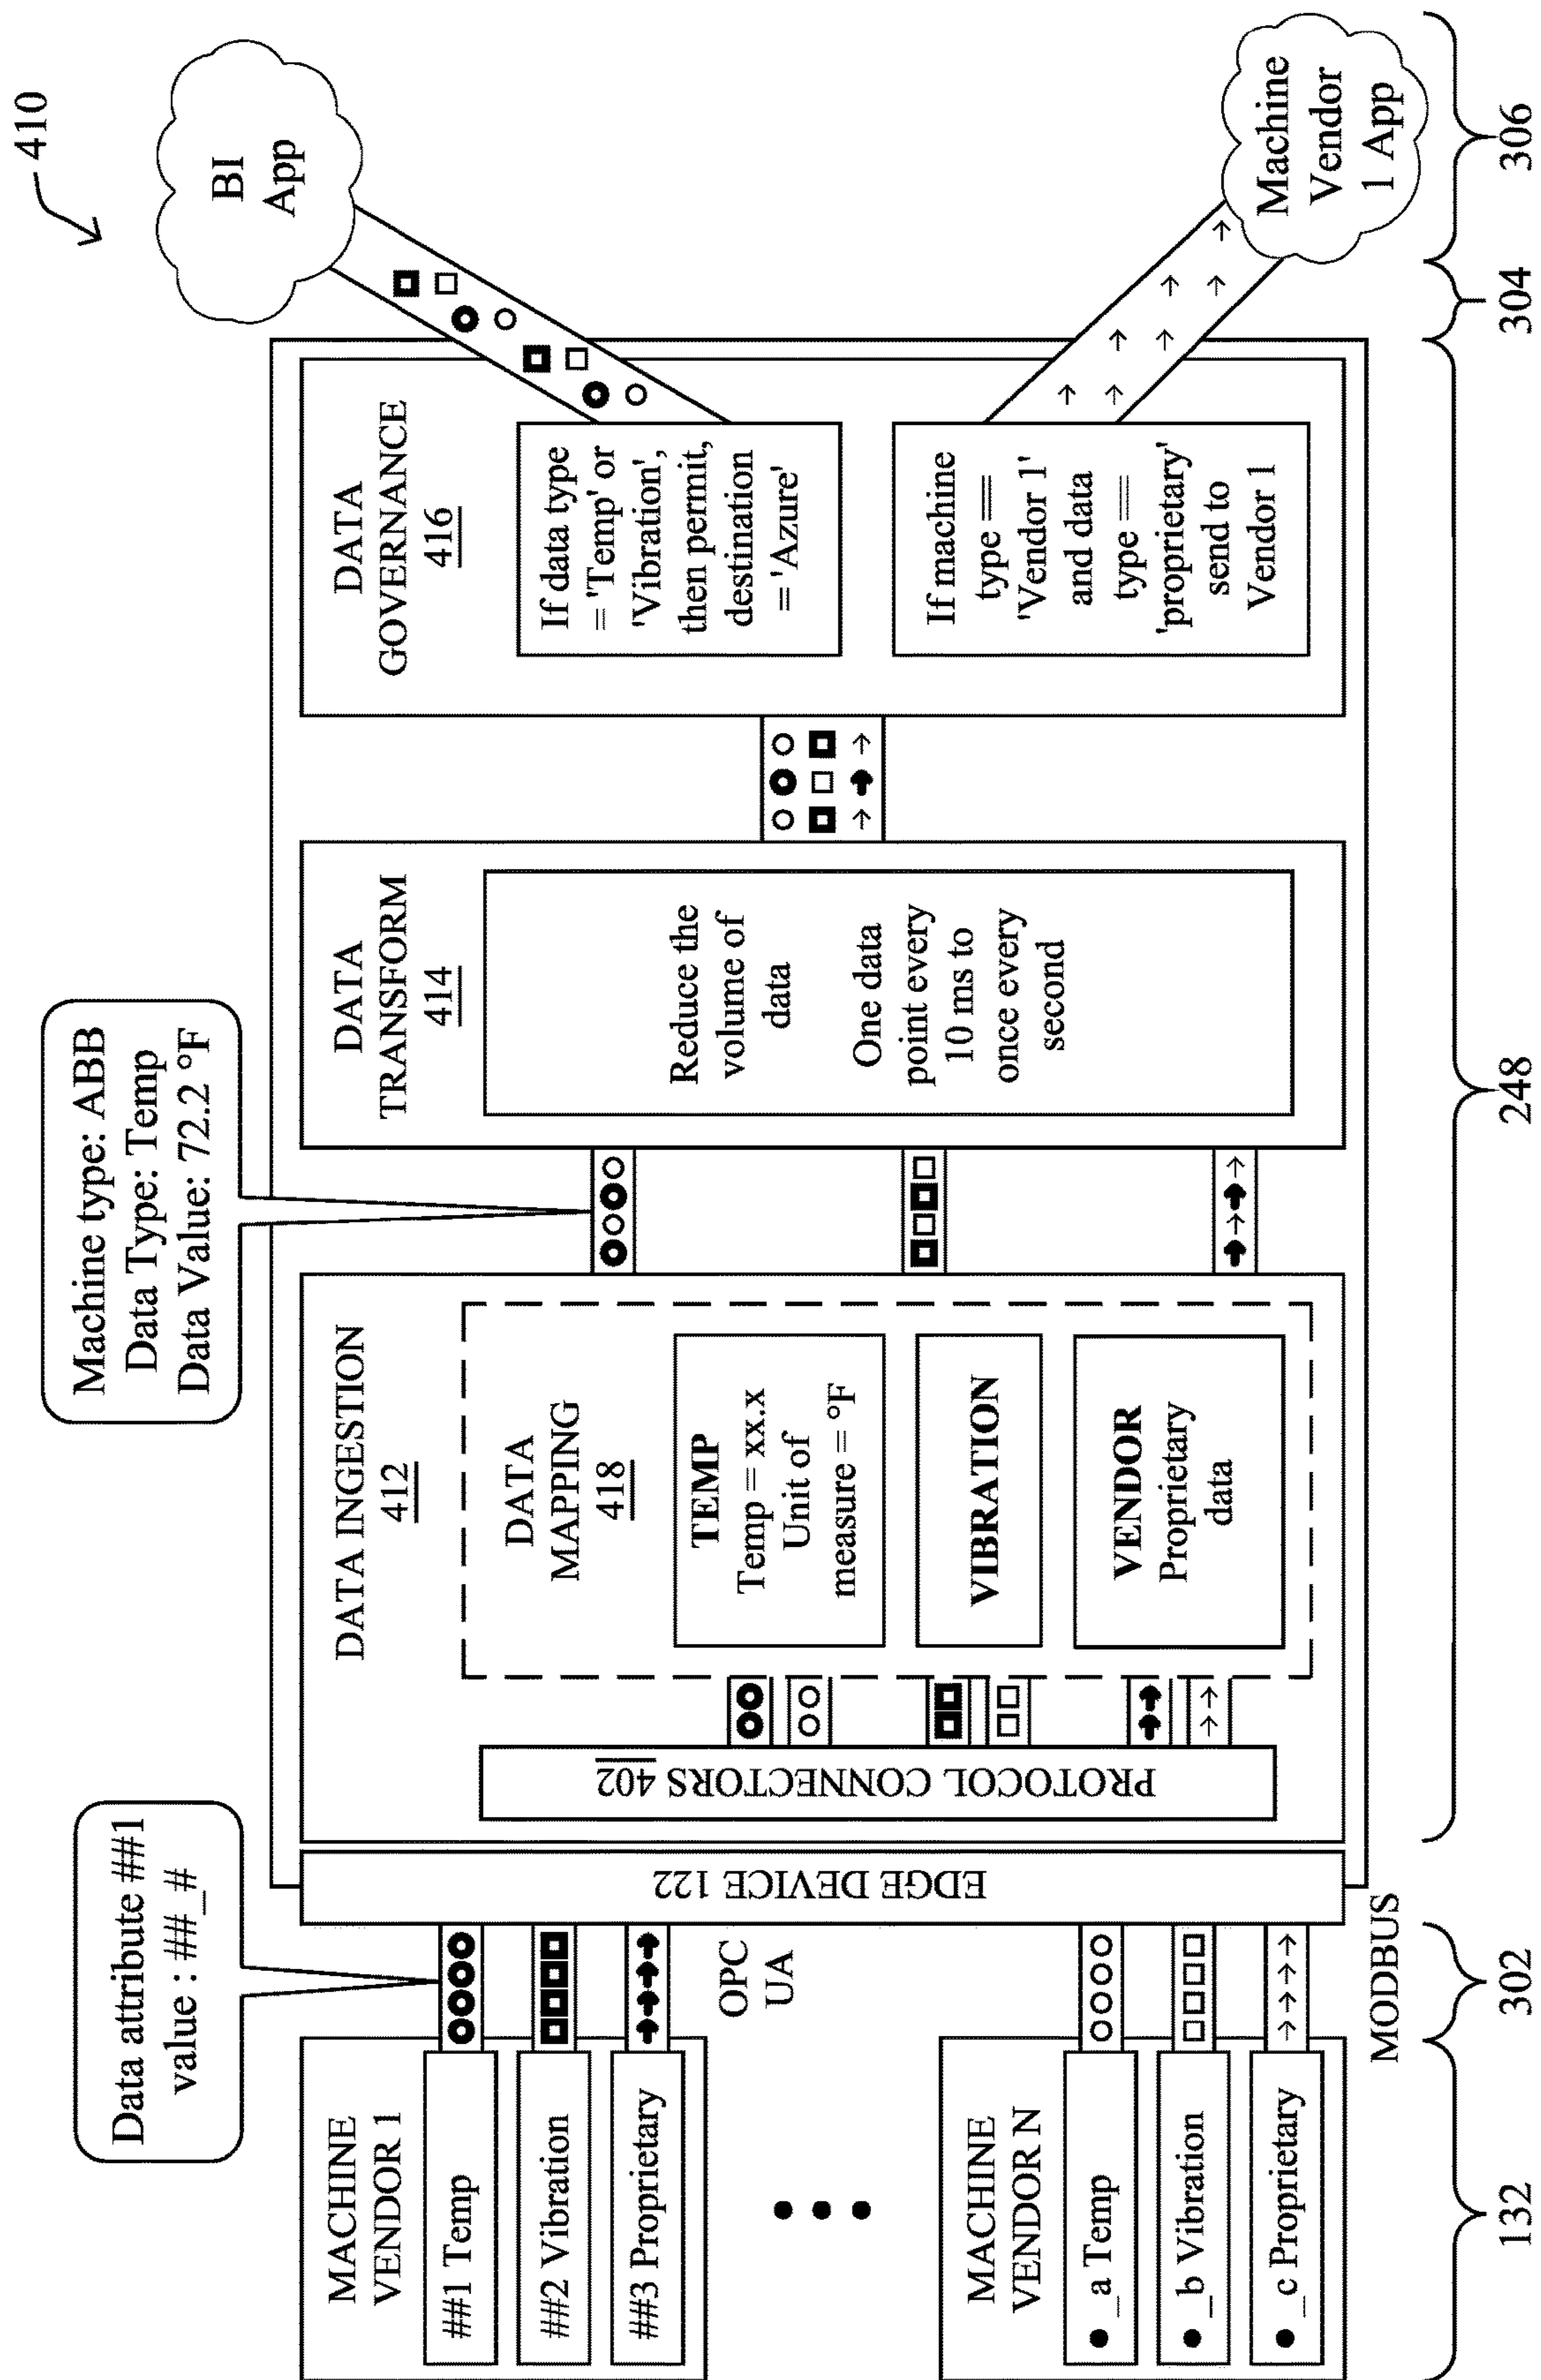 410
Data attribute ##1
value : ##_#
Machine type: ABB
Data Type: Temp
Data Value: 72.2 °F
BI
App
MACHINE
VENDOR 1
##1 Temp
##2 Vibration
##3 Proprietary
OPC
UA
MACHINE
VENDOR N
● _a Temp
● _b Vibration
● _c Proprietary
MODBUS
EDGE DEVICE 122
DATA INGESTION
412
PROTOCOL CONNECTORS 402
DATA
MAPPING
418
TEMP
Temp = xx.x
Unit of
measure = °F
VIBRATION
VENDOR
Proprietary
data
DATA
TRANSFORM
414
Reduce the
volume of
data
One data
point every
10 ms to
once every
second
DATA
GOVERNANCE
416
If data type
='Temp' or
'Vibration',
then permit,
destination
='Azure'
If machine
type ==
'Vendor 1'
and data
type ==
'proprietary'
send to
Vendor 1
Machine
Vendor
1 App
132
302
248
304
306